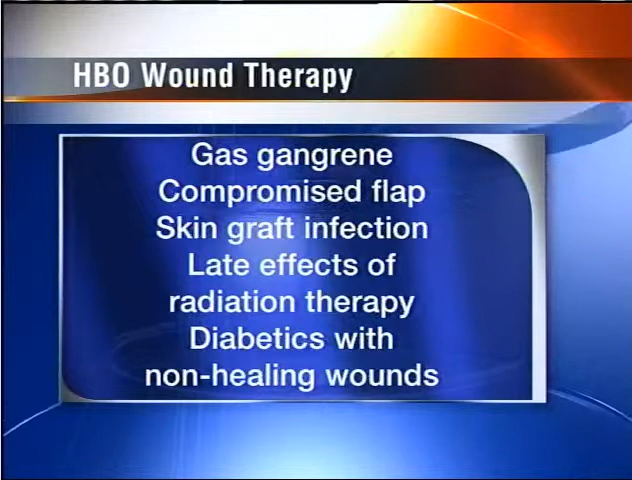 HBO Wound Therapy
Gas gangrene
Compromised flap
Skin graft infection
Late effects of
radiation therapy
Diabetics with
non-healing wounds